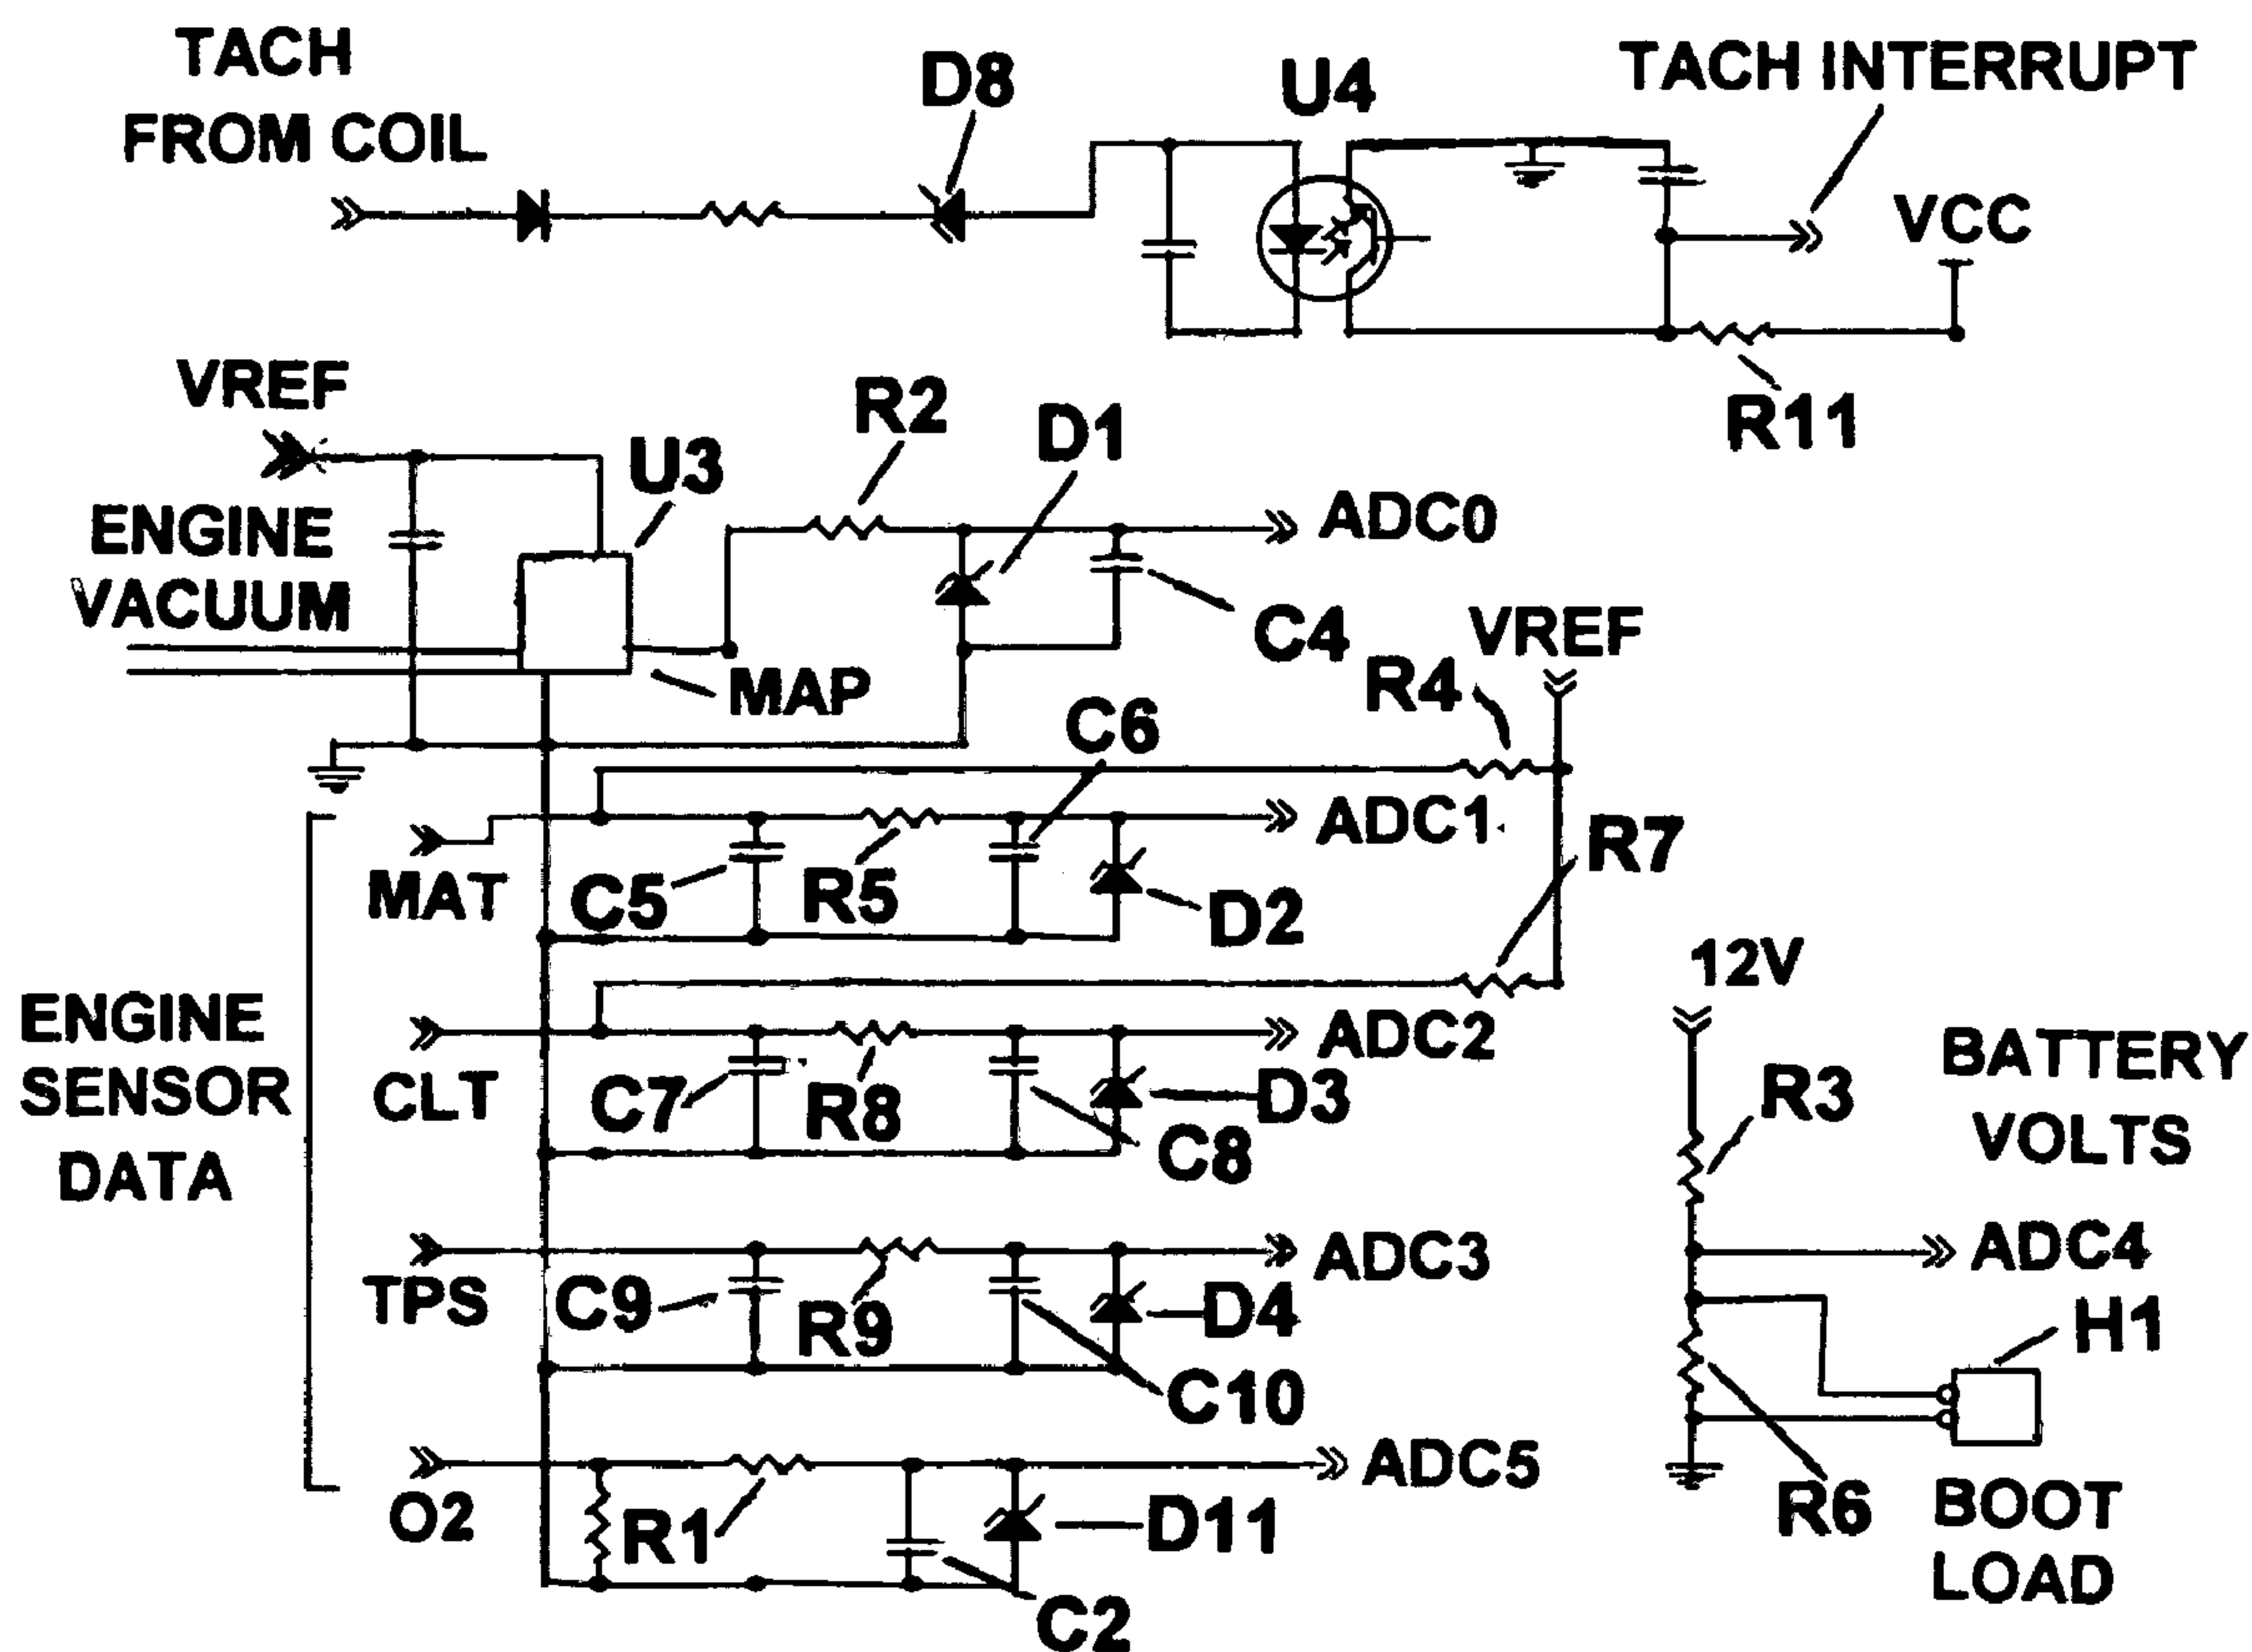 TACH
FROM COIL
D8
U4
TACH INTERRUPT
VCC
R11
VREF
U3
R2
D1
ADC0
ENGINE
VACUUM
C4
MAP
VREF
R4
C6
MAT
C5
R5
ADC1
D2
R7
ENGINE
SENSOR
DATA
CLT
C7
R8
ADC2
D3
C8
12V
BATTERY
VOLTS
R3
TPS
C9
R9
ADC3
D4
C10
ADC4
H1
O2
R1
ADC5
D11
C2
R6
BOOT
LOAD